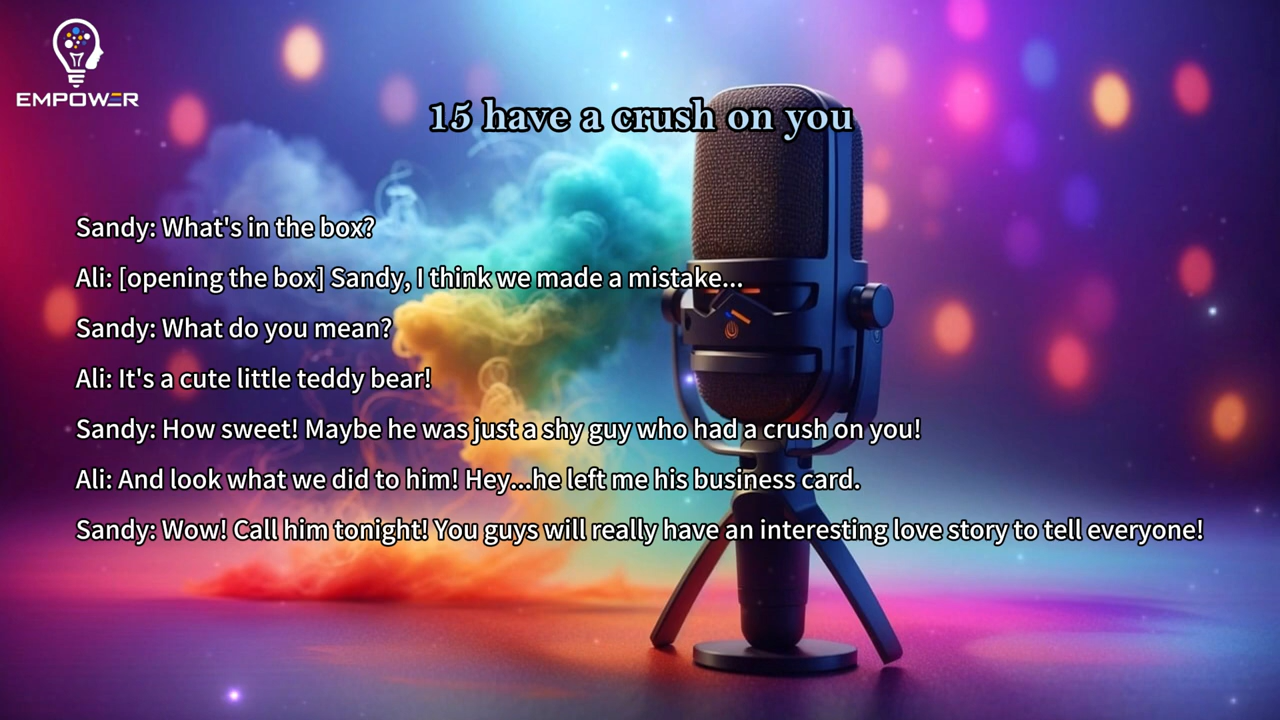 EMPOWER
15 have a crush on you
Sandy: What's in the box?
Ali: [opening the box] Sandy, I think we made a mistake...
Sandy: What do you mean?
Ali: It's a cute little teddy bear!
Sandy: How sweet! Maybe he was just a shy guy who had a crush on you!
Ali: And look what we did to him! Hey...he left me his business card.
Sandy: Wow! Call him tonight! You guys will really have an interesting love story to tell everyone!